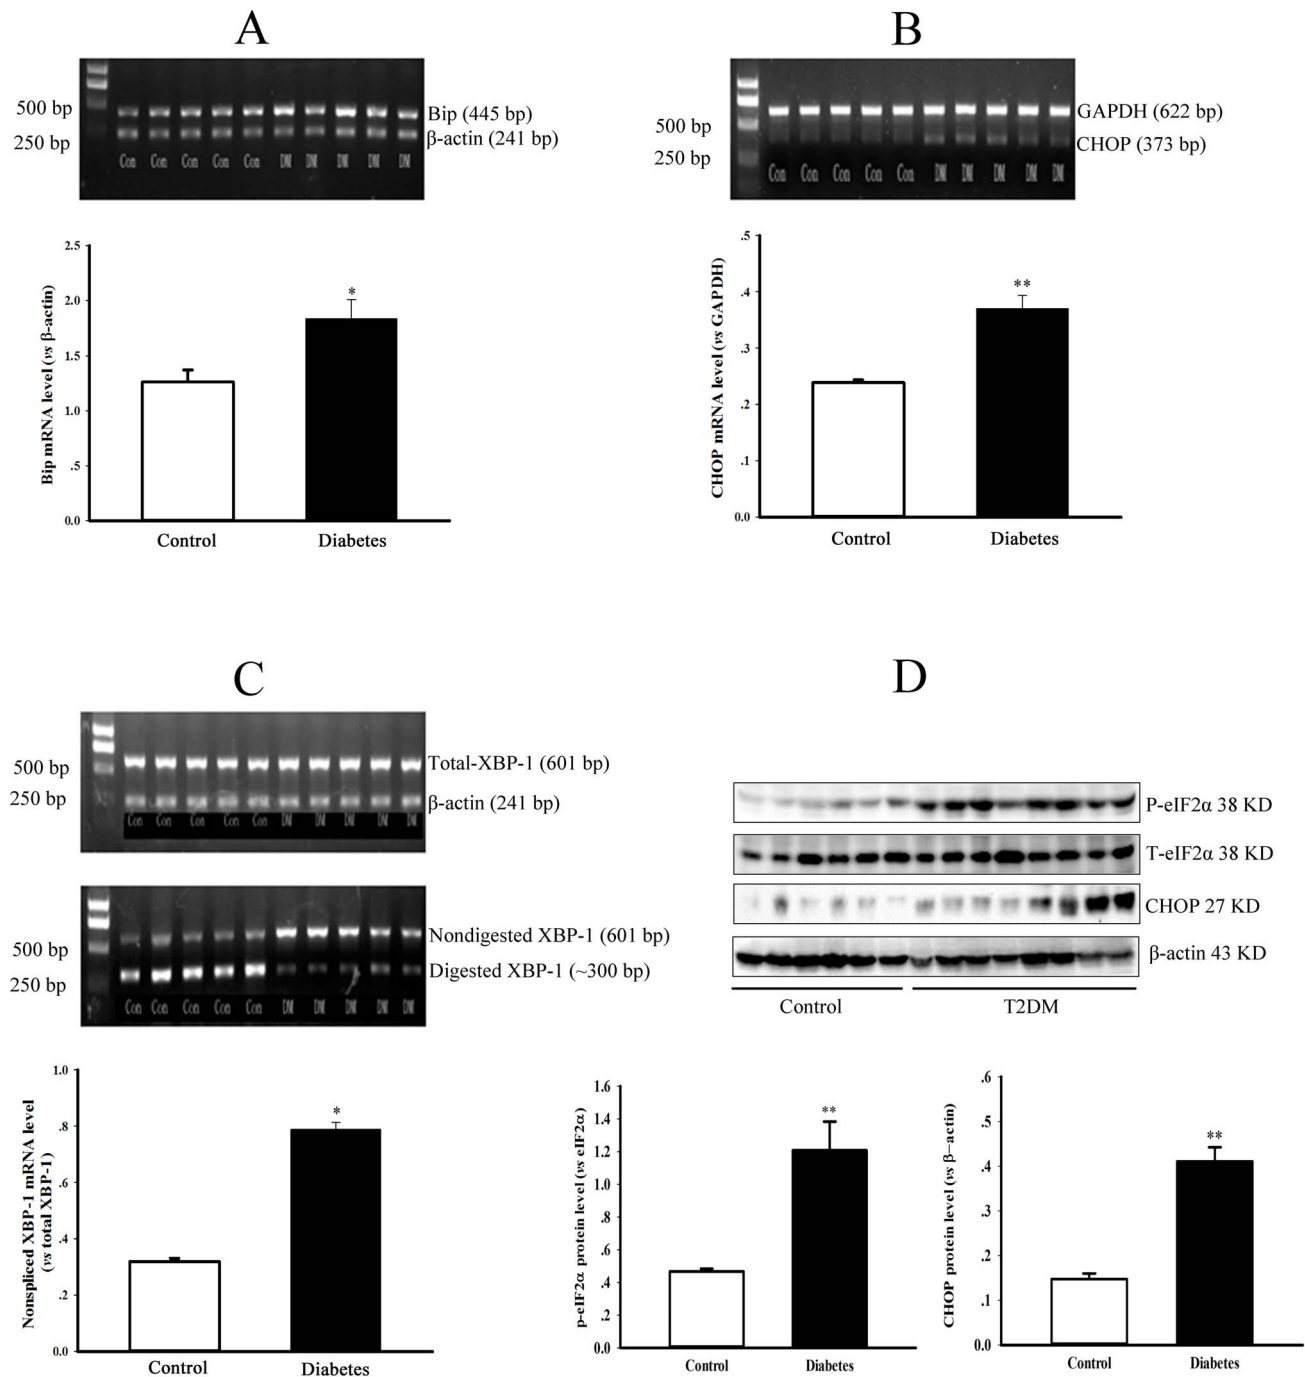 A
500 bp
250 bp
Bip (445 bp)
β-actin (241 bp)
Con Con Con Con Con DM DM DM DM DM
2.5
2.0
1.5
1.0
.5
0.0
Bip mRNA level (vs β-actin)
*
Control Diabetes
B
500 bp
250 bp
GAPDH (622 bp)
CHOP (373 bp)
Con Con Con Con Con DM DM DM DM DM
.5
.4
.3
.2
.1
0.0
CHOP mRNA level (vs GAPDH)
**
Control Diabetes
C
500 bp
250 bp
Total-XBP-1 (601 bp)
β-actin (241 bp)
Con Con Con Con Con DM DM DM DM DM
500 bp
250 bp
Nondigested XBP-1 (601 bp)
Digested XBP-1 (~300 bp)
Con Con Con Con Con DM DM DM DM DM
1.0
.8
.6
.4
.2
0.0
Nonspliced XBP-1 mRNA level
(vs total XBP-1)
*
Control Diabetes
D
P-eIF2α 38 KD
T-eIF2α 38 KD
CHOP 27 KD
β-actin 43 KD
Control T2DM
1.6
1.4
1.2
1.0
.8
.6
.4
.2
0.0
p-eIF2α protein level (vs eIF2α)
**
Control Diabetes
.6
.5
.4
.3
.2
.1
0.0
CHOP protein level (vs β−actin)
**
Control Diabetes